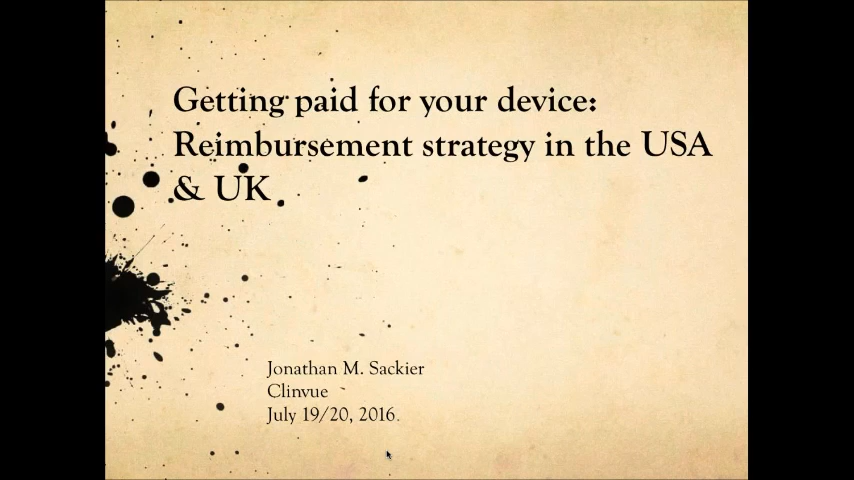 Getting paid for your device:
Reimbursement strategy in the USA
& UK
Jonathan M. Sackier
Clinvue
July 19/20, 2016